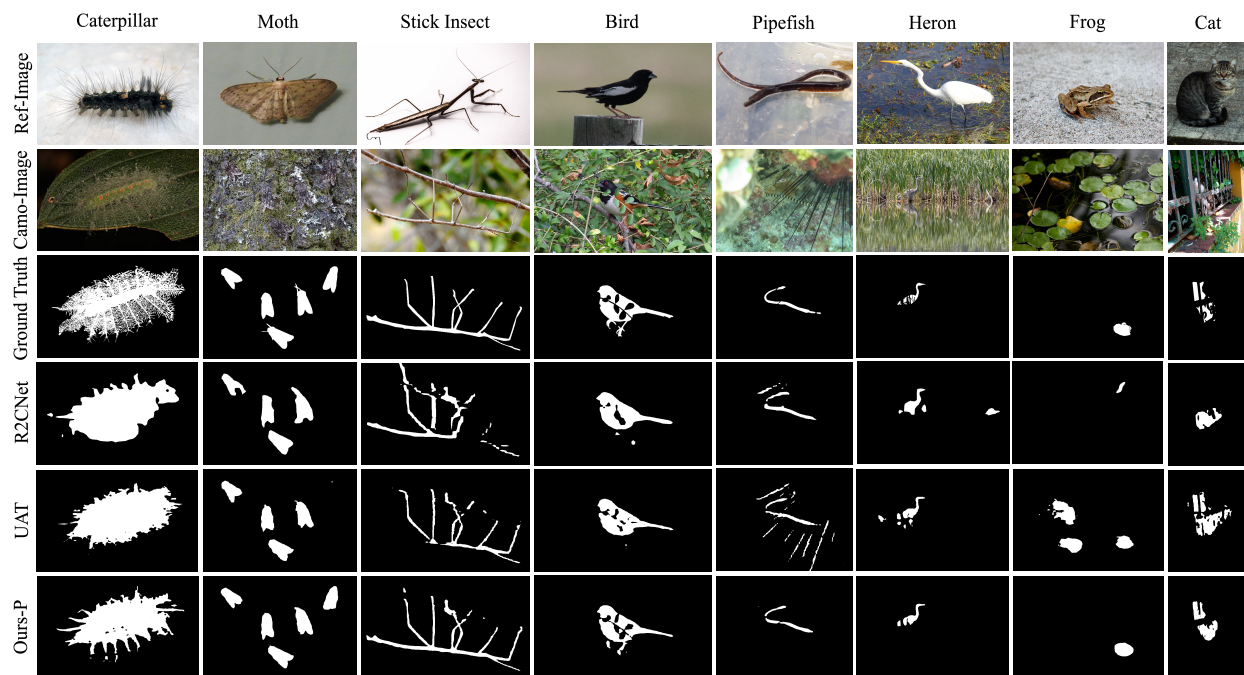 Caterpillar Moth Stick Insect Bird Pipefish Heron Frog Cat
Ref-Image
Camo-Image
Ground Truth
R2CNet
UAT
Ours-P